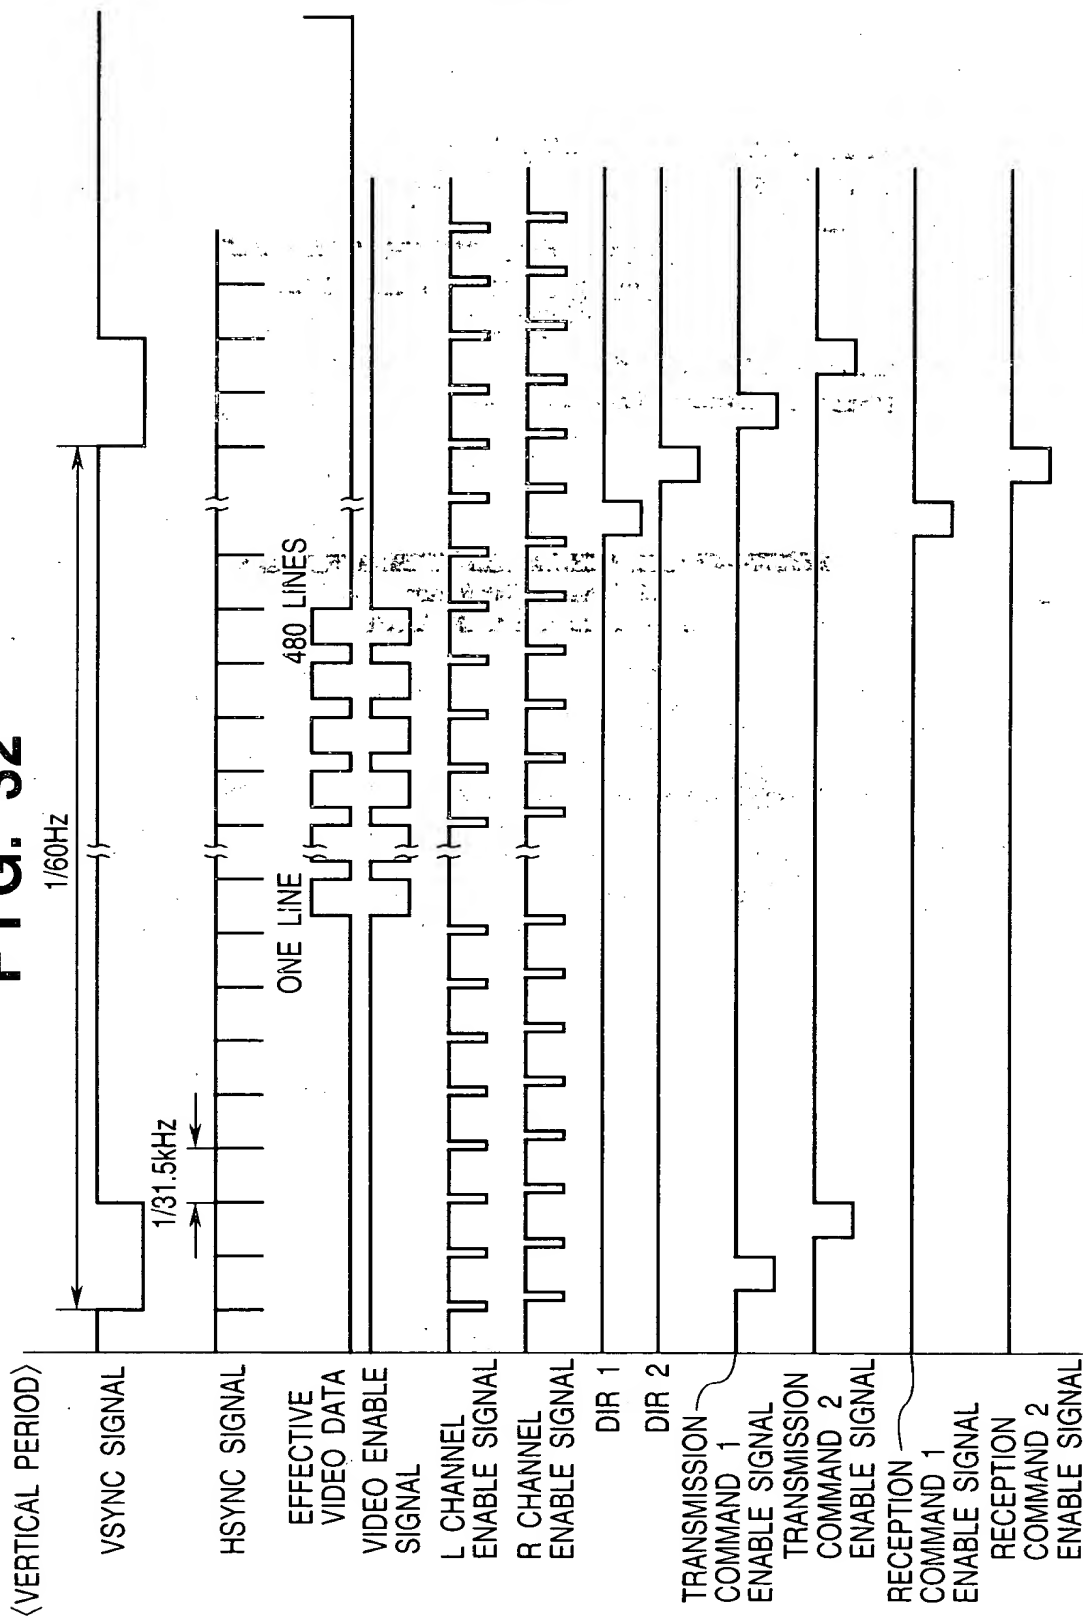 FIG. 32
⟨VERTICAL PERIOD⟩
1/60Hz
VSYNC SIGNAL
1/31.5kHz
HSYNC SIGNAL
ONE LINE
480 LINES
EFFECTIVE
VIDEO DATA
VIDEO ENABLE
SIGNAL
L CHANNEL
ENABLE SIGNAL
R CHANNEL
ENABLE SIGNAL
DIR 1
DIR 2
TRANSMISSION
COMMAND 1
ENABLE SIGNAL
TRANSMISSION
COMMAND 2
ENABLE SIGNAL
RECEPTION
COMMAND 1
ENABLE SIGNAL
RECEPTION
COMMAND 2
ENABLE SIGNAL